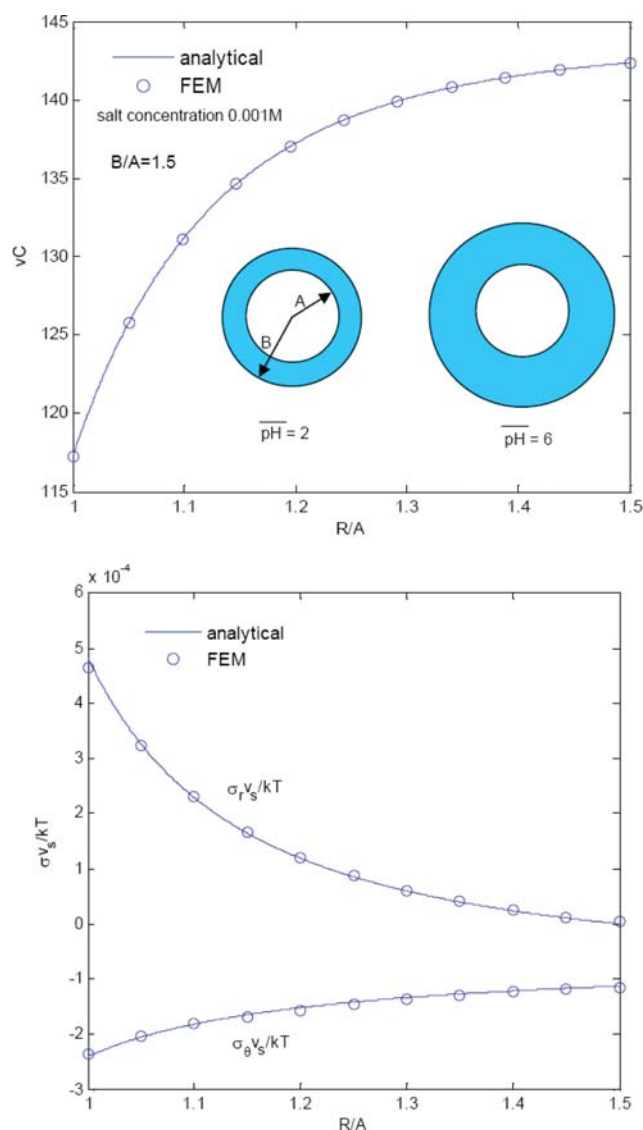 145
analytical
FEM
140
salt concentration 0.001M
B/A=1.5
135
vC
130
A
125
B
120
pH = 2
pH = 6
115
1
1.1
1.2
1.3
1.4
1.5
R/A
x 10⁻⁴
6
analytical
5
FEM
4
3
σᵣvₛ/kT
2
σvₛ/kT
1
0
-1
-2
σ_θvₛ/kT
-3
1
1.1
1.2
1.3
1.4
1.5
R/A